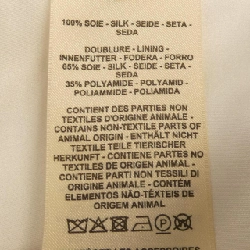 100% SOIE - SILK - SEIDE - SETA -
SEDA
DOUBLURE - LINING -
INNENFUTTER - FODERA - FORRO
65% SOIE - SILK - SEIDE - SETA -
SEDA
35% POLYAMIDE - POLYAMID -
POLIAMMIDE - POLIAMIDA
CONTIENT DES PARTIES NON
TEXTILES D'ORIGINE ANIMALE -
CONTAINS NON-TEXTILE PARTS OF
ANIMAL ORIGIN - ENTHÄLT NICHT
TEXTILE TEILE TIERISCHER
HERKUNFT - CONTIENE PARTES NO
TEXTILES DE ORIGEN ANIMAL -
CONTIENE PARTI NON TESSILI DI
ORIGINE ANIMALE - CONTÉM
ELEMENTOS NÃO-TÊXTEIS DE
ORIGEM ANIMAL